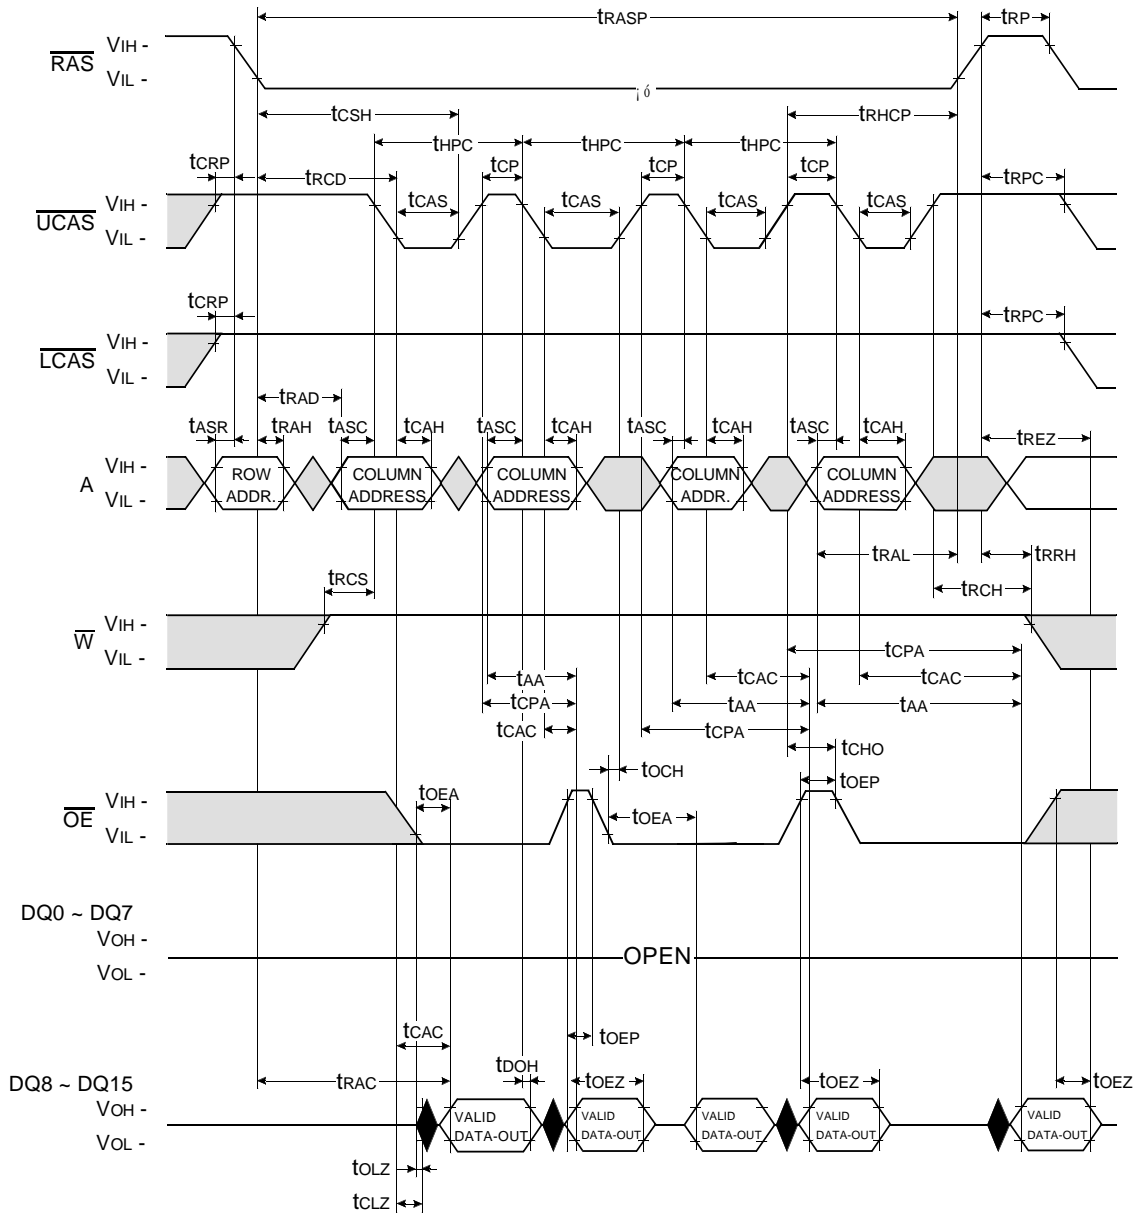 tRASP
tRP
RAS
VIH -
VIL -
¡ó
tCSH
tRHCP
tHPC
tHPC
tHPC
tCRP
tRCD
tCP
tCP
tCP
tRPC
UCAS
VIH -
VIL -
tCAS
tCAS
tCAS
tCAS
tCRP
tRPC
LCAS
VIH -
VIL -
tRAD
tASR
tRAH
tASC
tCAH
tASC
tCAH
tASC
tCAH
tASC
tCAH
tREZ
A
VIH -
VIL -
ROW
ADDR.
COLUMN
ADDRESS
COLUMN
ADDRESS
COLUMN
ADDR.
COLUMN
ADDRESS
tRAL
tRRH
tRCS
tRCH
W
VIH -
VIL -
tCPA
tAA
tCAC
tCAC
tCPA
tAA
tAA
tCAC
tCPA
tCHO
tOCH
tOEP
OE
VIH -
VIL -
tOEA
tOEA
DQ0 ~ DQ7
VOH -
VOL -
OPEN
tCAC
tOEP
tDOH
DQ8 ~ DQ15
tRAC
tOEZ
tOEZ
tOEZ
VOH -
VOL -
VALID
DATA-OUT
VALID
DATA-OUT
VALID
DATA-OUT
VALID
DATA-OUT
VALID
DATA-OUT
tOLZ
tCLZ